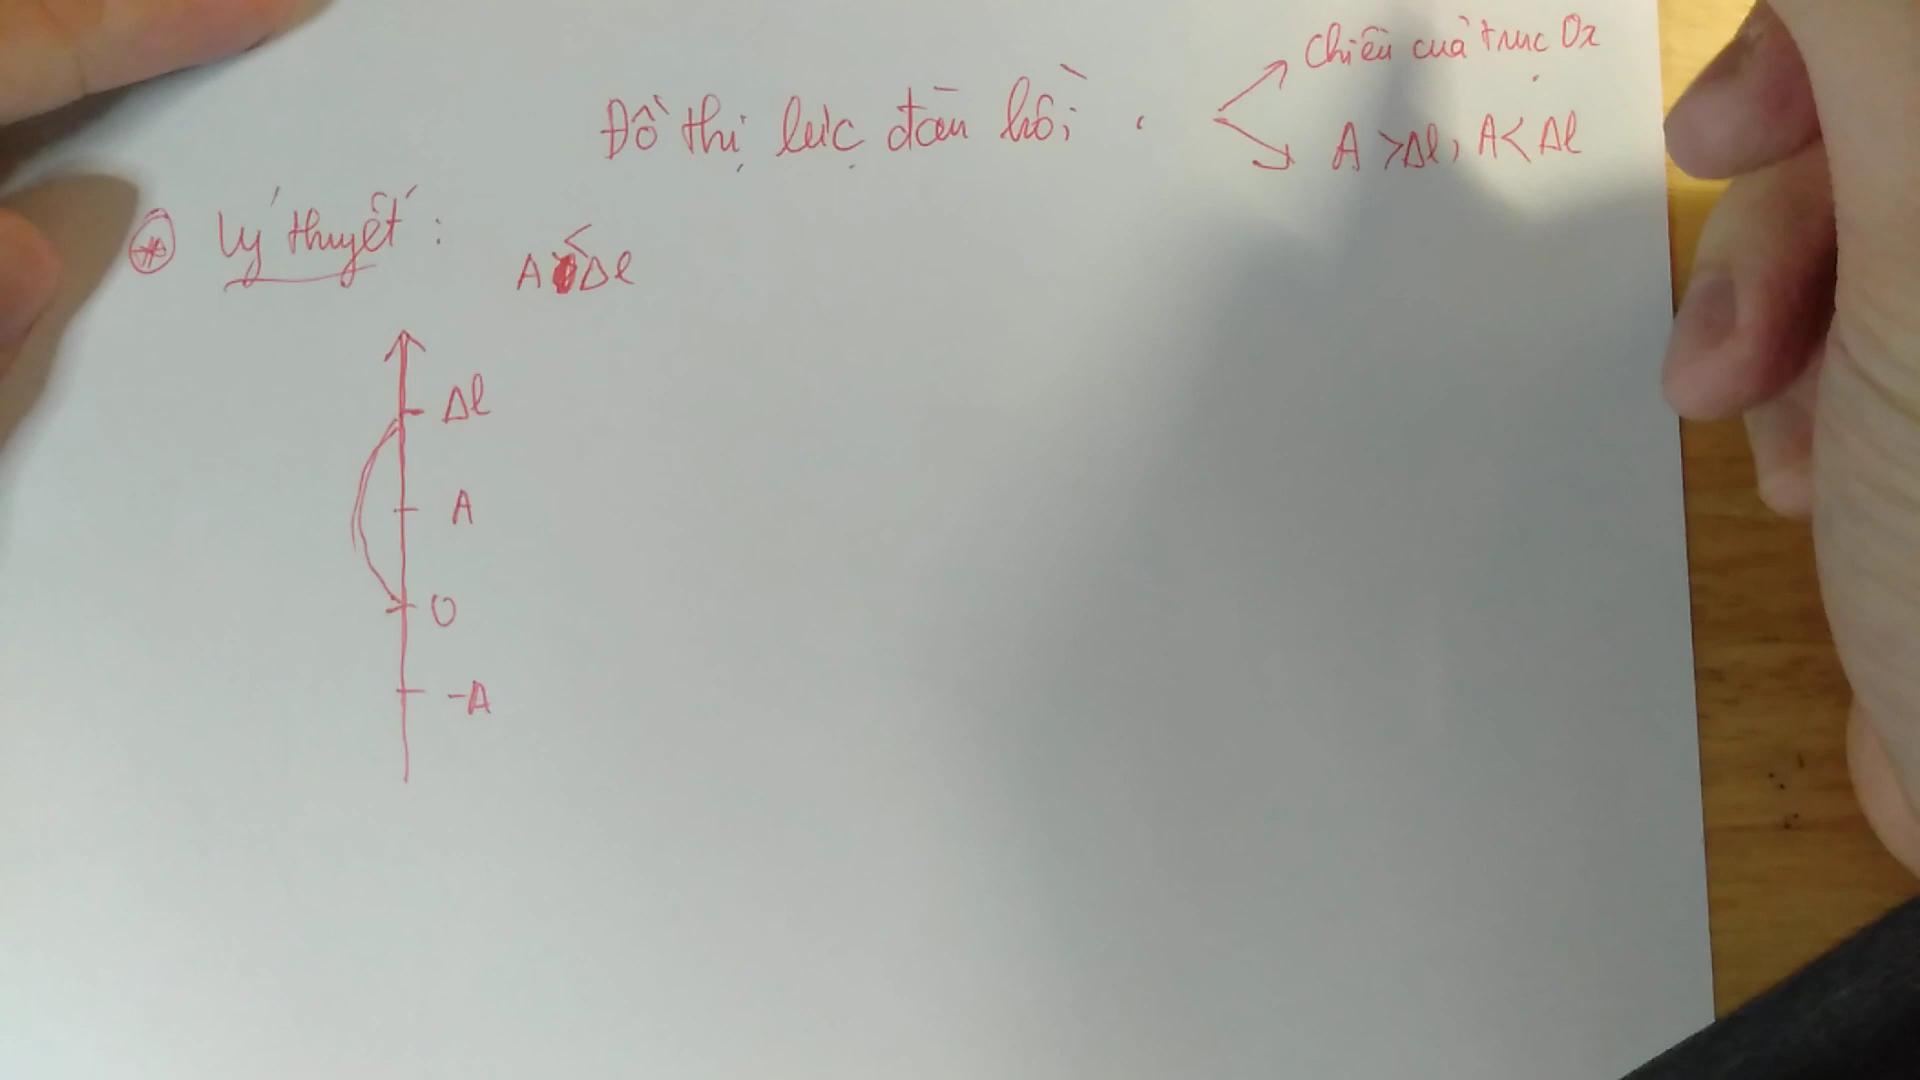 Đồ thị lực đàn hồi :
Chiều của trục Ox
A > Δl, A < Δl
⊛ Lý thuyết :
A < Δl
Δl
A
O
-A